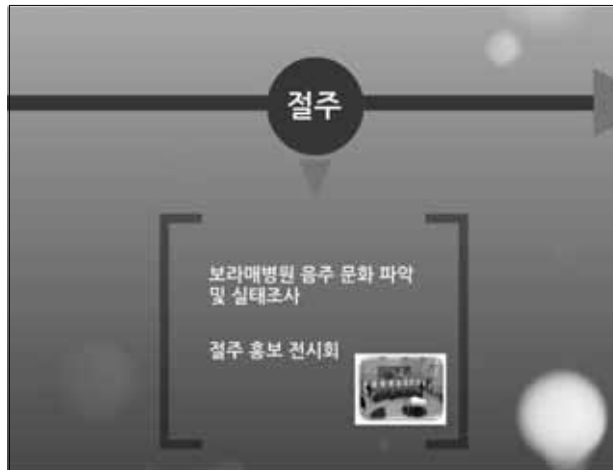 절주
보라매병원 음주 문화 파악
및 실태조사
절주 홍보 전시회